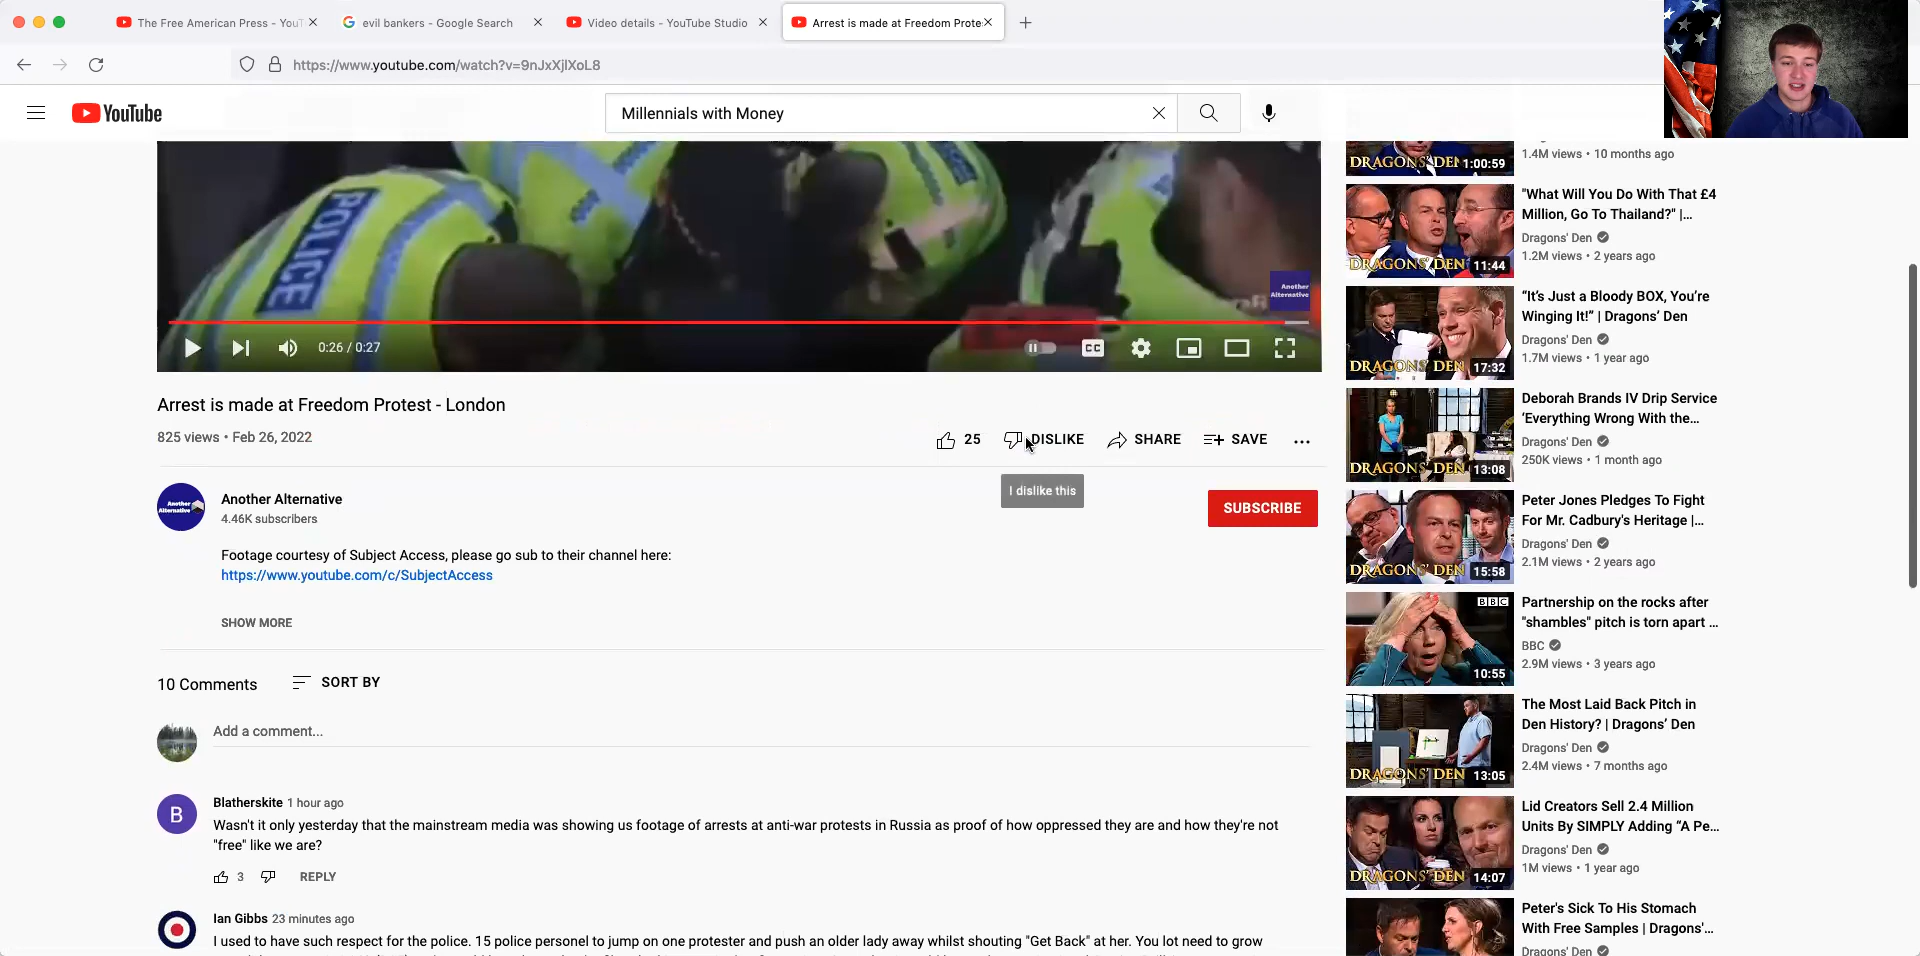 The Free American Press - YouT
evil bankers - Google Search
Video details - YouTube Studio
Arrest is made at Freedom Prote
https://www.youtube.com/watch?v=9nJxXjlXoL8
YouTube
Millennials with Money
POLICE
Another
Alternative
0:26 / 0:27
CC
Arrest is made at Freedom Protest - London
825 views • Feb 26, 2022
25
DISLIKE
SHARE
SAVE
I dislike this
Another
Alternative
Another Alternative
4.46K subscribers
SUBSCRIBE
Footage courtesy of Subject Access, please go sub to their channel here:
https://www.youtube.com/c/SubjectAccess
SHOW MORE
10 Comments
SORT BY
Add a comment...
B
Blatherskite 1 hour ago
Wasn't it only yesterday that the mainstream media was showing us footage of arrests at anti-war protests in Russia as proof of how oppressed they are and how they're not
"free" like we are?
3
REPLY
Ian Gibbs 23 minutes ago
I used to have such respect for the police. 15 police personel to jump on one protester and push an older lady away whilst shouting "Get Back" at her. You lot need to grow
DRAGONS' DEN
1:00:59
1.4M views • 10 months ago
DRAGONS' DEN
11:44
"What Will You Do With That £4
Million, Go To Thailand?" |...
Dragons' Den
1.2M views • 2 years ago
DRAGONS' DEN
17:32
“It’s Just a Bloody BOX, You’re
Winging It!” | Dragons’ Den
Dragons' Den
1.7M views • 1 year ago
DRAGONS' DEN
13:08
Deborah Brands IV Drip Service
‘Everything Wrong With the...
Dragons' Den
250K views • 1 month ago
DRAGONS' DEN
15:58
Peter Jones Pledges To Fight
For Mr. Cadbury's Heritage |...
Dragons' Den
2.1M views • 2 years ago
BBC
10:55
Partnership on the rocks after
"shambles" pitch is torn apart ...
BBC
2.9M views • 3 years ago
DRAGONS' DEN
13:05
The Most Laid Back Pitch in
Den History? | Dragons’ Den
Dragons' Den
2.4M views • 7 months ago
DRAGONS' DEN
14:07
Lid Creators Sell 2.4 Million
Units By SIMPLY Adding “A Pe...
Dragons' Den
1M views • 1 year ago
Peter's Sick To His Stomach
With Free Samples | Dragons'...
Dragons' Den